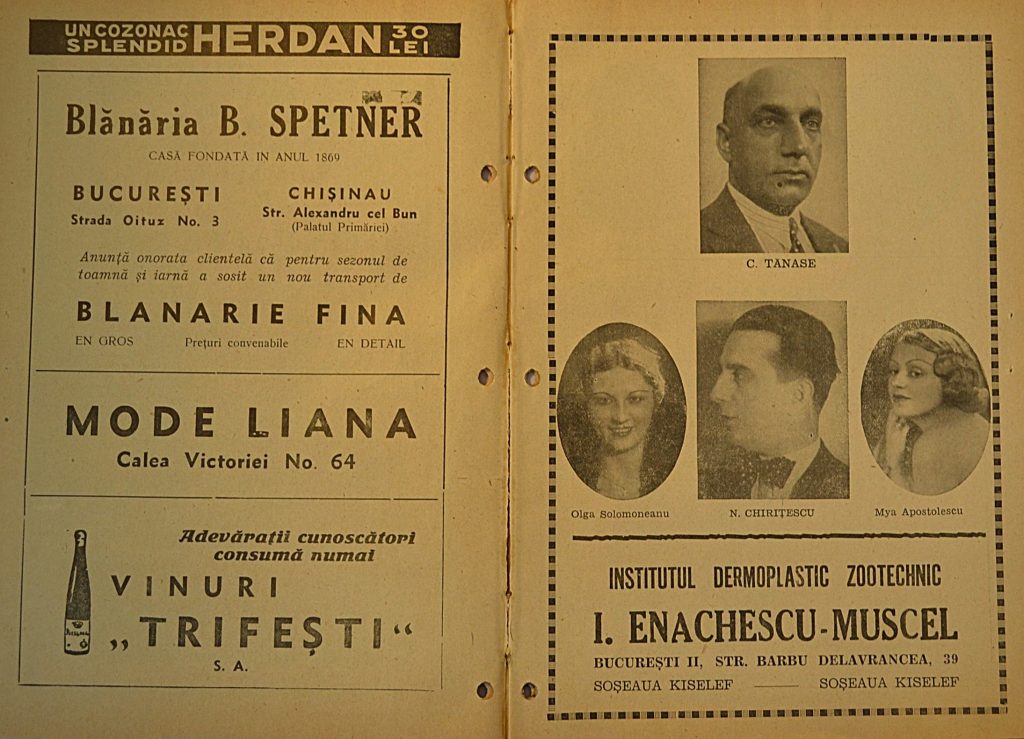 UN COZONAC
SPLENDID HERDAN 30 LEI
Blănăria B. SPETNER
CASĂ FONDATĂ IN ANUL 1869
BUCUREȘTI
Strada Oituz No. 3
CHIȘINAU
Str. Alexandru cel Bun
(Palatul Primăriei)
Anunță onorata clientelă că pentru sezonul de
toamnă și iarnă a sosit un nou transport de
BLANARIE FINA
EN GROS Prețuri convenabile EN DETAIL
MODE LIANA
Calea Victoriei No. 64
Adevărații cunoscători
consumă numai
VINURI
„TRIFEȘTI“
S. A.
C. TĂNASE
Olga Solomoneanu N. CHIRIȚESCU Mya Apostolescu
INSTITUTUL DERMOPLASTIC ZOOTECHNIC
I. ENACHESCU-MUSCEL
BUCUREȘTI II, STR. BARBU DELAVRANCEA, 39
ȘOȘEAUA KISELEF —— ȘOȘEAUA KISELEF